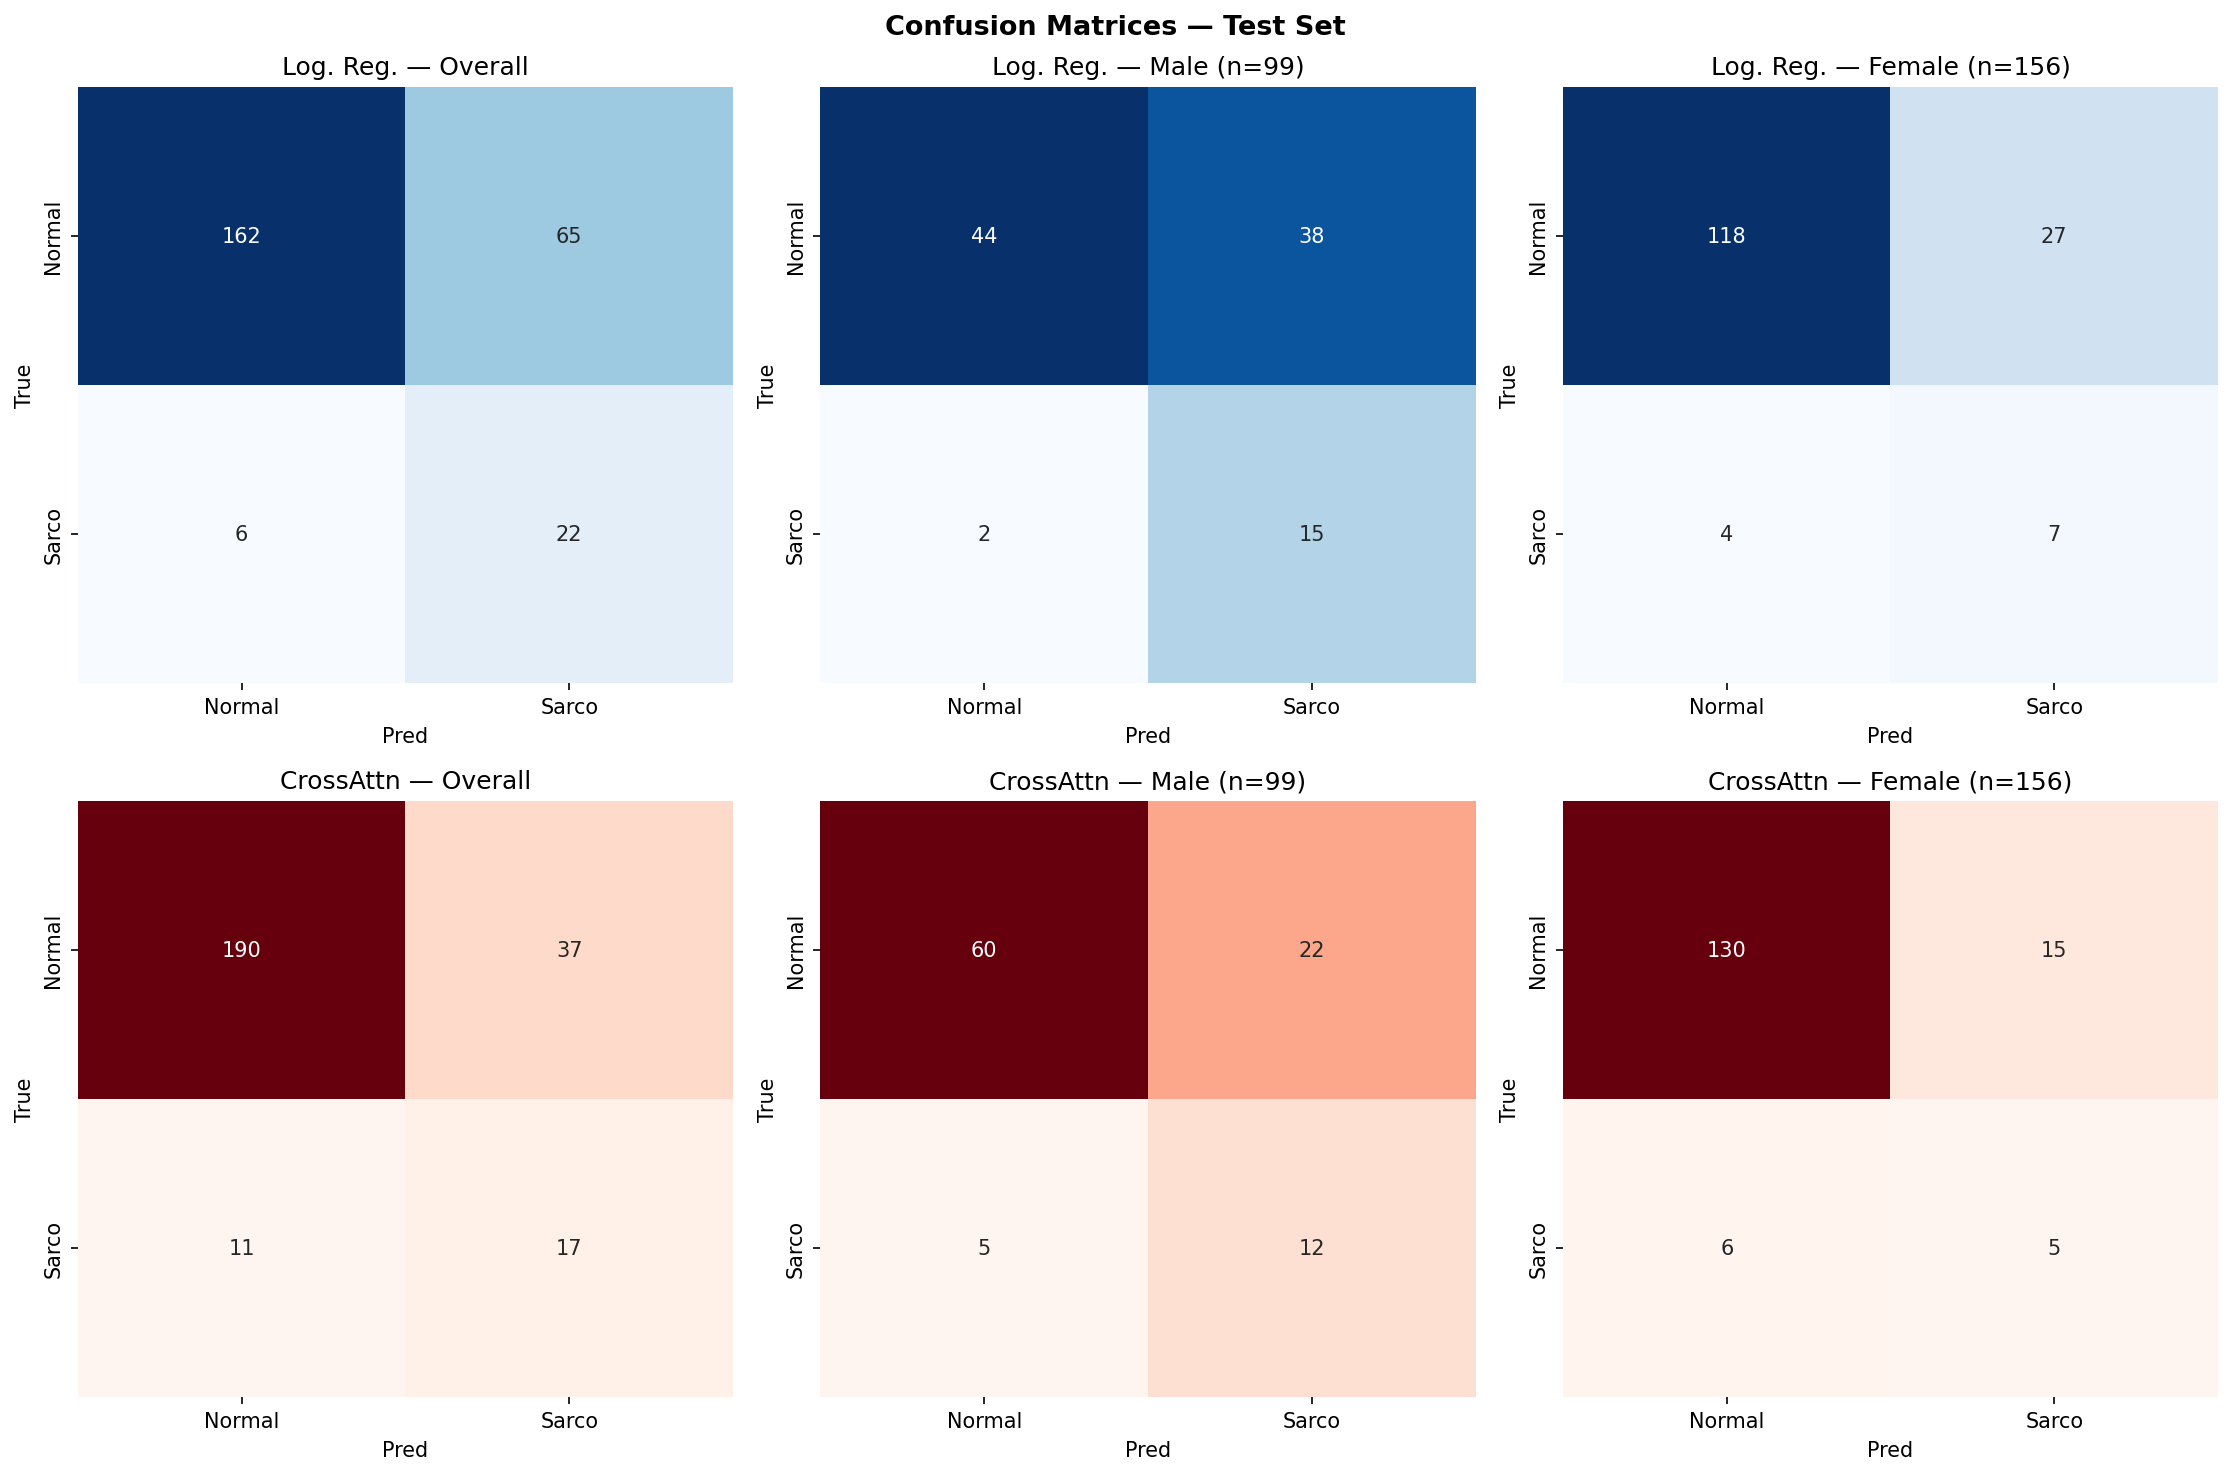 Confusion Matrices — Test Set
Log. Reg. — Overall
Normal
162
65
True
Sarco
6
22
Normal
Sarco
Pred
Log. Reg. — Male (n=99)
Normal
44
38
True
Sarco
2
15
Normal
Sarco
Pred
Log. Reg. — Female (n=156)
Normal
118
27
True
Sarco
4
7
Normal
Sarco
Pred
CrossAttn — Overall
Normal
190
37
True
Sarco
11
17
Normal
Sarco
Pred
CrossAttn — Male (n=99)
Normal
60
22
True
Sarco
5
12
Normal
Sarco
Pred
CrossAttn — Female (n=156)
Normal
130
15
True
Sarco
6
5
Normal
Sarco
Pred